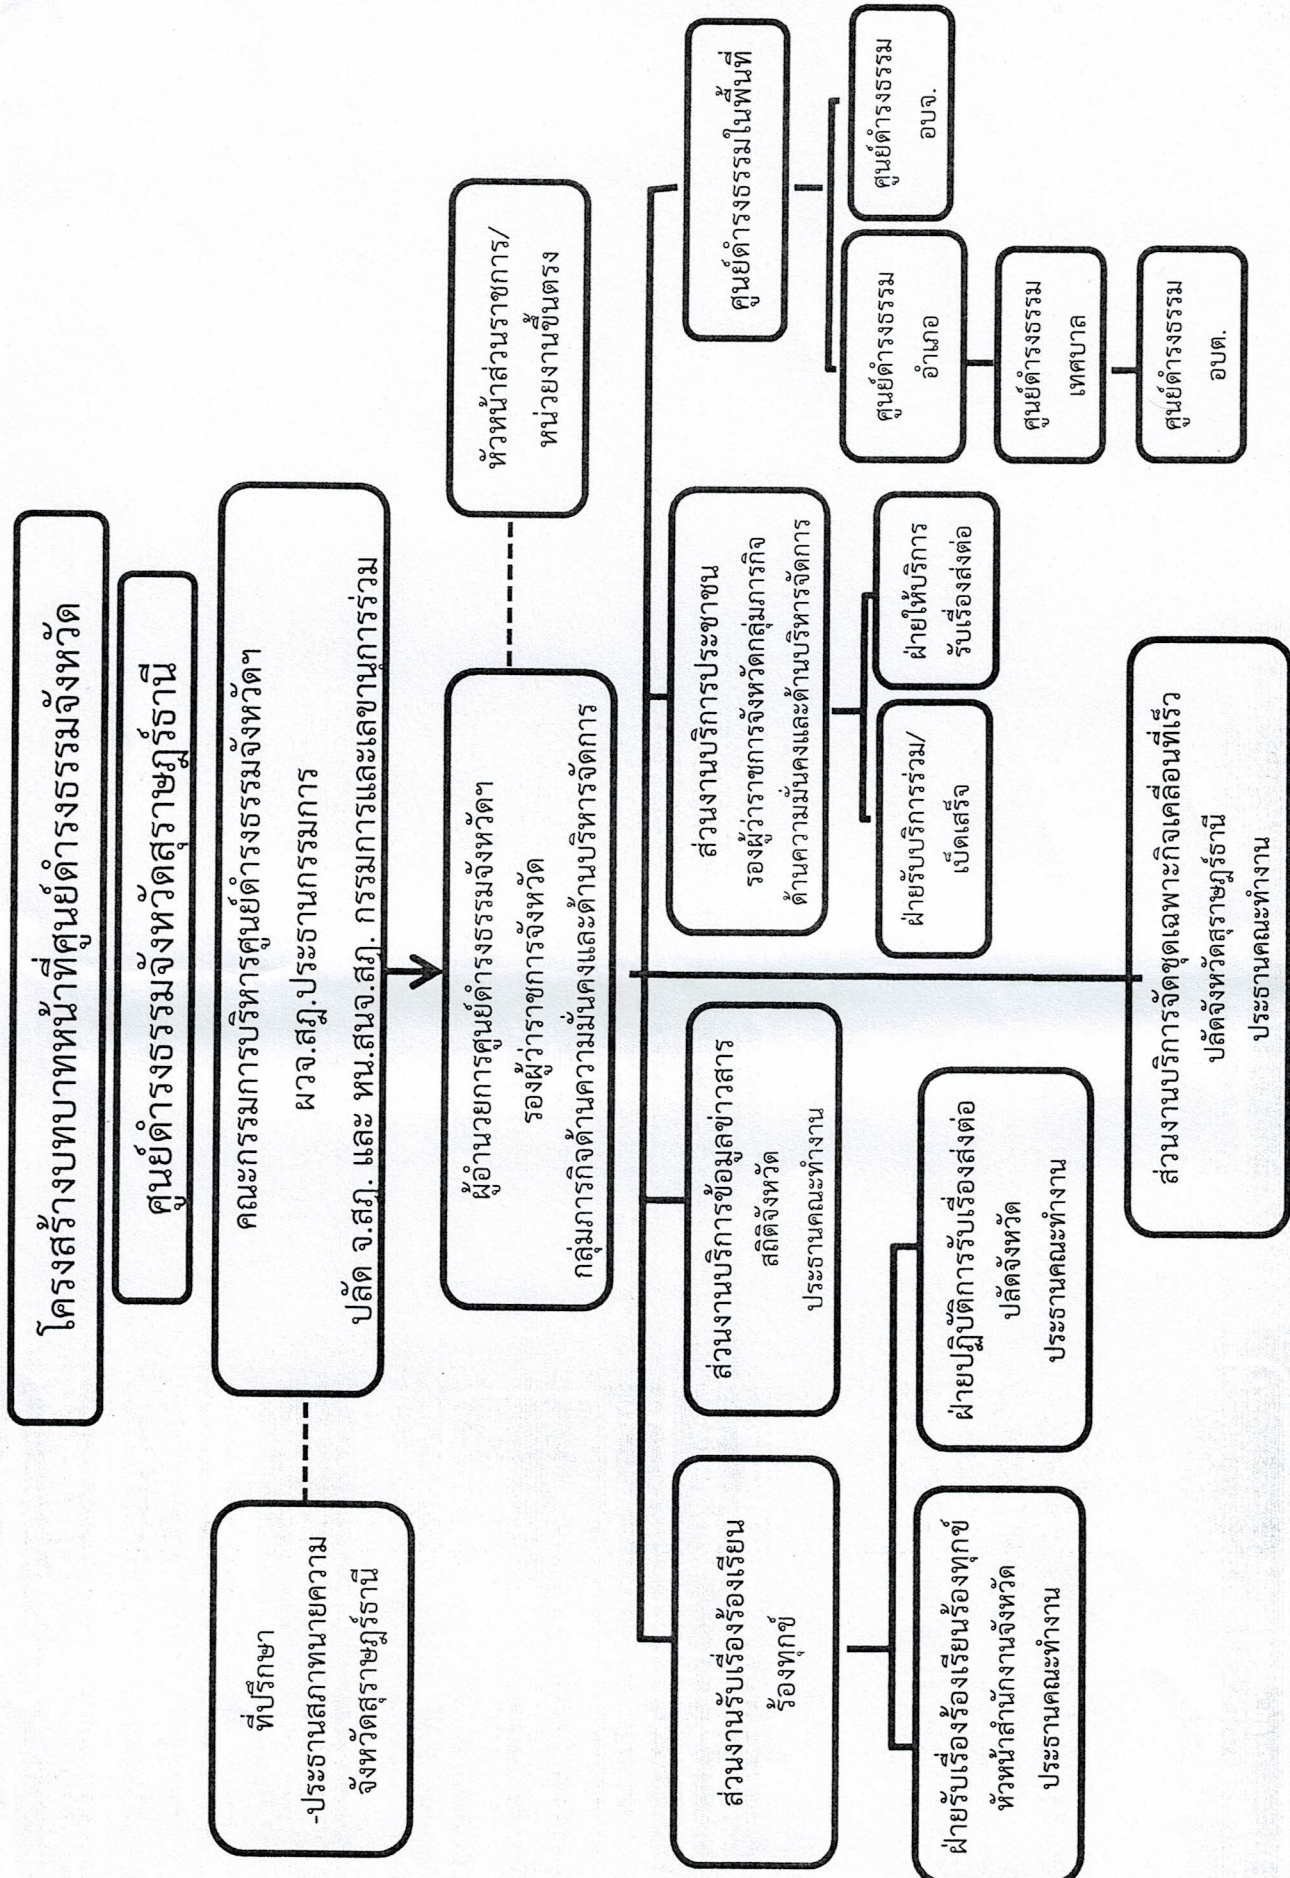 โครงสร้างบทบาทหน้าที่ศูนย์ดำรงธรรมจังหวัด
ศูนย์ดำรงธรรมจังหวัดสุราษฎร์ธานี
คณะกรรมการบริหารศูนย์ดำรงธรรมจังหวัดฯ
ผวจ.สฎ.ประธานกรรมการ
ปลัด จ.สฎ. และ หน.สนจ.สฎ. กรรมการและเลขานุการร่วม
ที่ปรึกษา
-ประธานสภาทนายความ
จังหวัดสุราษฎร์ธานี
ผู้อำนวยการศูนย์ดำรงธรรมจังหวัดฯ
รองผู้ว่าราชการจังหวัด
กลุ่มภารกิจด้านความมั่นคงและด้านบริหารจัดการ
หัวหน้าส่วนราชการ/
หน่วยงานขึ้นตรง
ส่วนงานรับเรื่องร้องเรียน
ร้องทุกข์
ส่วนงานบริการข้อมูลข่าวสาร
สถิติจังหวัด
ประธานคณะทำงาน
ส่วนงานบริการประชาชน
รองผู้ว่าราชการจังหวัดกลุ่มภารกิจ
ด้านความมั่นคงและด้านบริหารจัดการ
ศูนย์ดำรงธรรมในพื้นที่
ฝ่ายรับเรื่องร้องเรียนร้องทุกข์
หัวหน้าสำนักงานจังหวัด
ประธานคณะทำงาน
ฝ่ายปฏิบัติการรับเรื่องส่งต่อ
ปลัดจังหวัด
ประธานคณะทำงาน
ฝ่ายรับบริการร่วม/
เบ็ดเสร็จ
ฝ่ายให้บริการ
รับเรื่องส่งต่อ
ศูนย์ดำรงธรรม
อำเภอ
ศูนย์ดำรงธรรม
อบจ.
ศูนย์ดำรงธรรม
เทศบาล
ศูนย์ดำรงธรรม
อบต.
ส่วนงานบริการจัดชุดเฉพาะกิจเคลื่อนที่เร็ว
ปลัดจังหวัดสุราษฎร์ธานี
ประธานคณะทำงาน